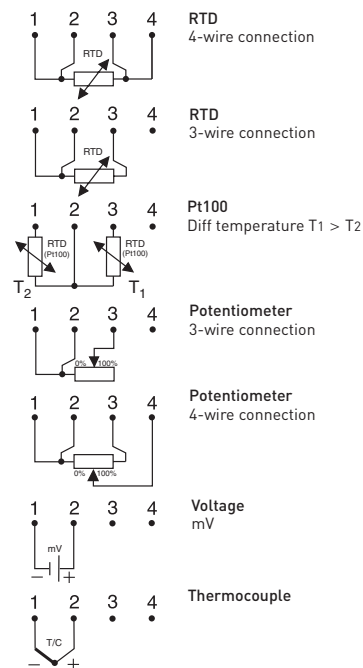 1 2 3 4
RTD
RTD
4-wire connection
1 2 3 4
RTD
RTD
3-wire connection
1 2 3 4
RTD
(Pt100)
T2
RTD
(Pt100)
T1
Pt100
Diff temperature T1 > T2
1 2 3 4
0% 100%
Potentiometer
3-wire connection
1 2 3 4
0% 100%
Potentiometer
4-wire connection
1 2 3 4
mV
− +
Voltage
mV
1 2 3 4
T/C
− +
Thermocouple